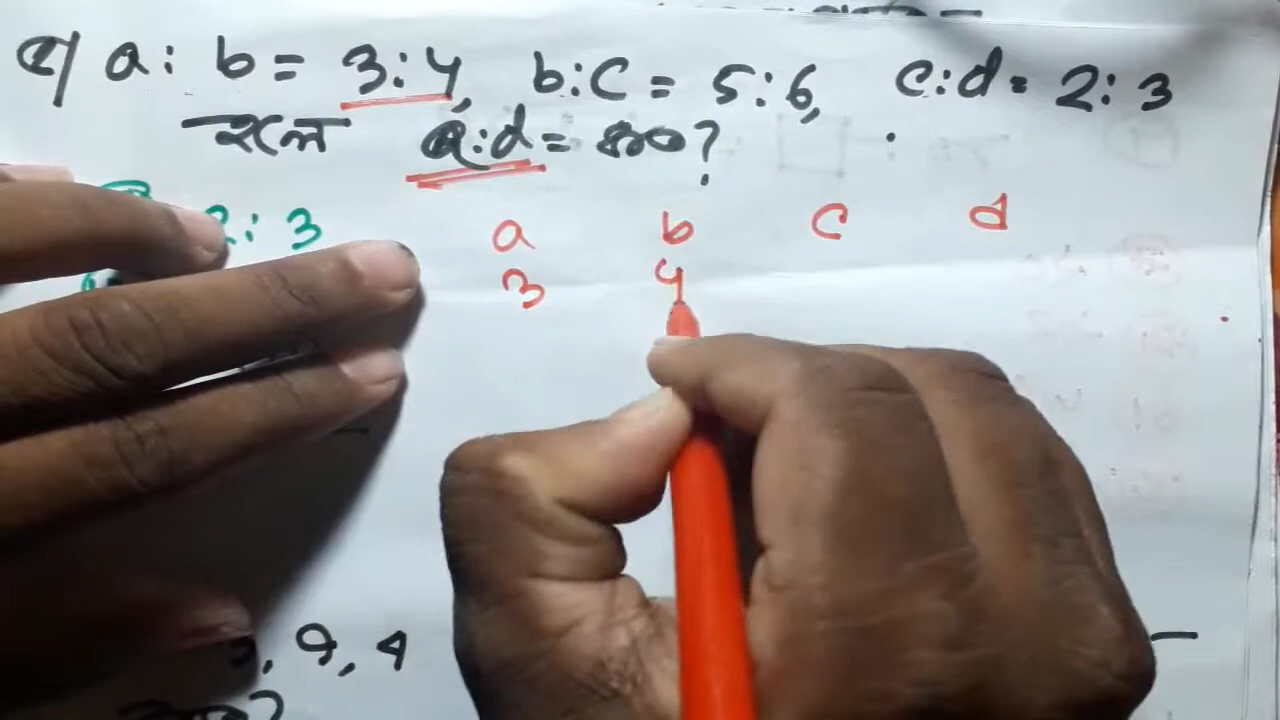 a: b = 3:4, b:c = 5:6, c:d = 2:3
হলে a:d = কত?
2: 3
a b c d
3 4